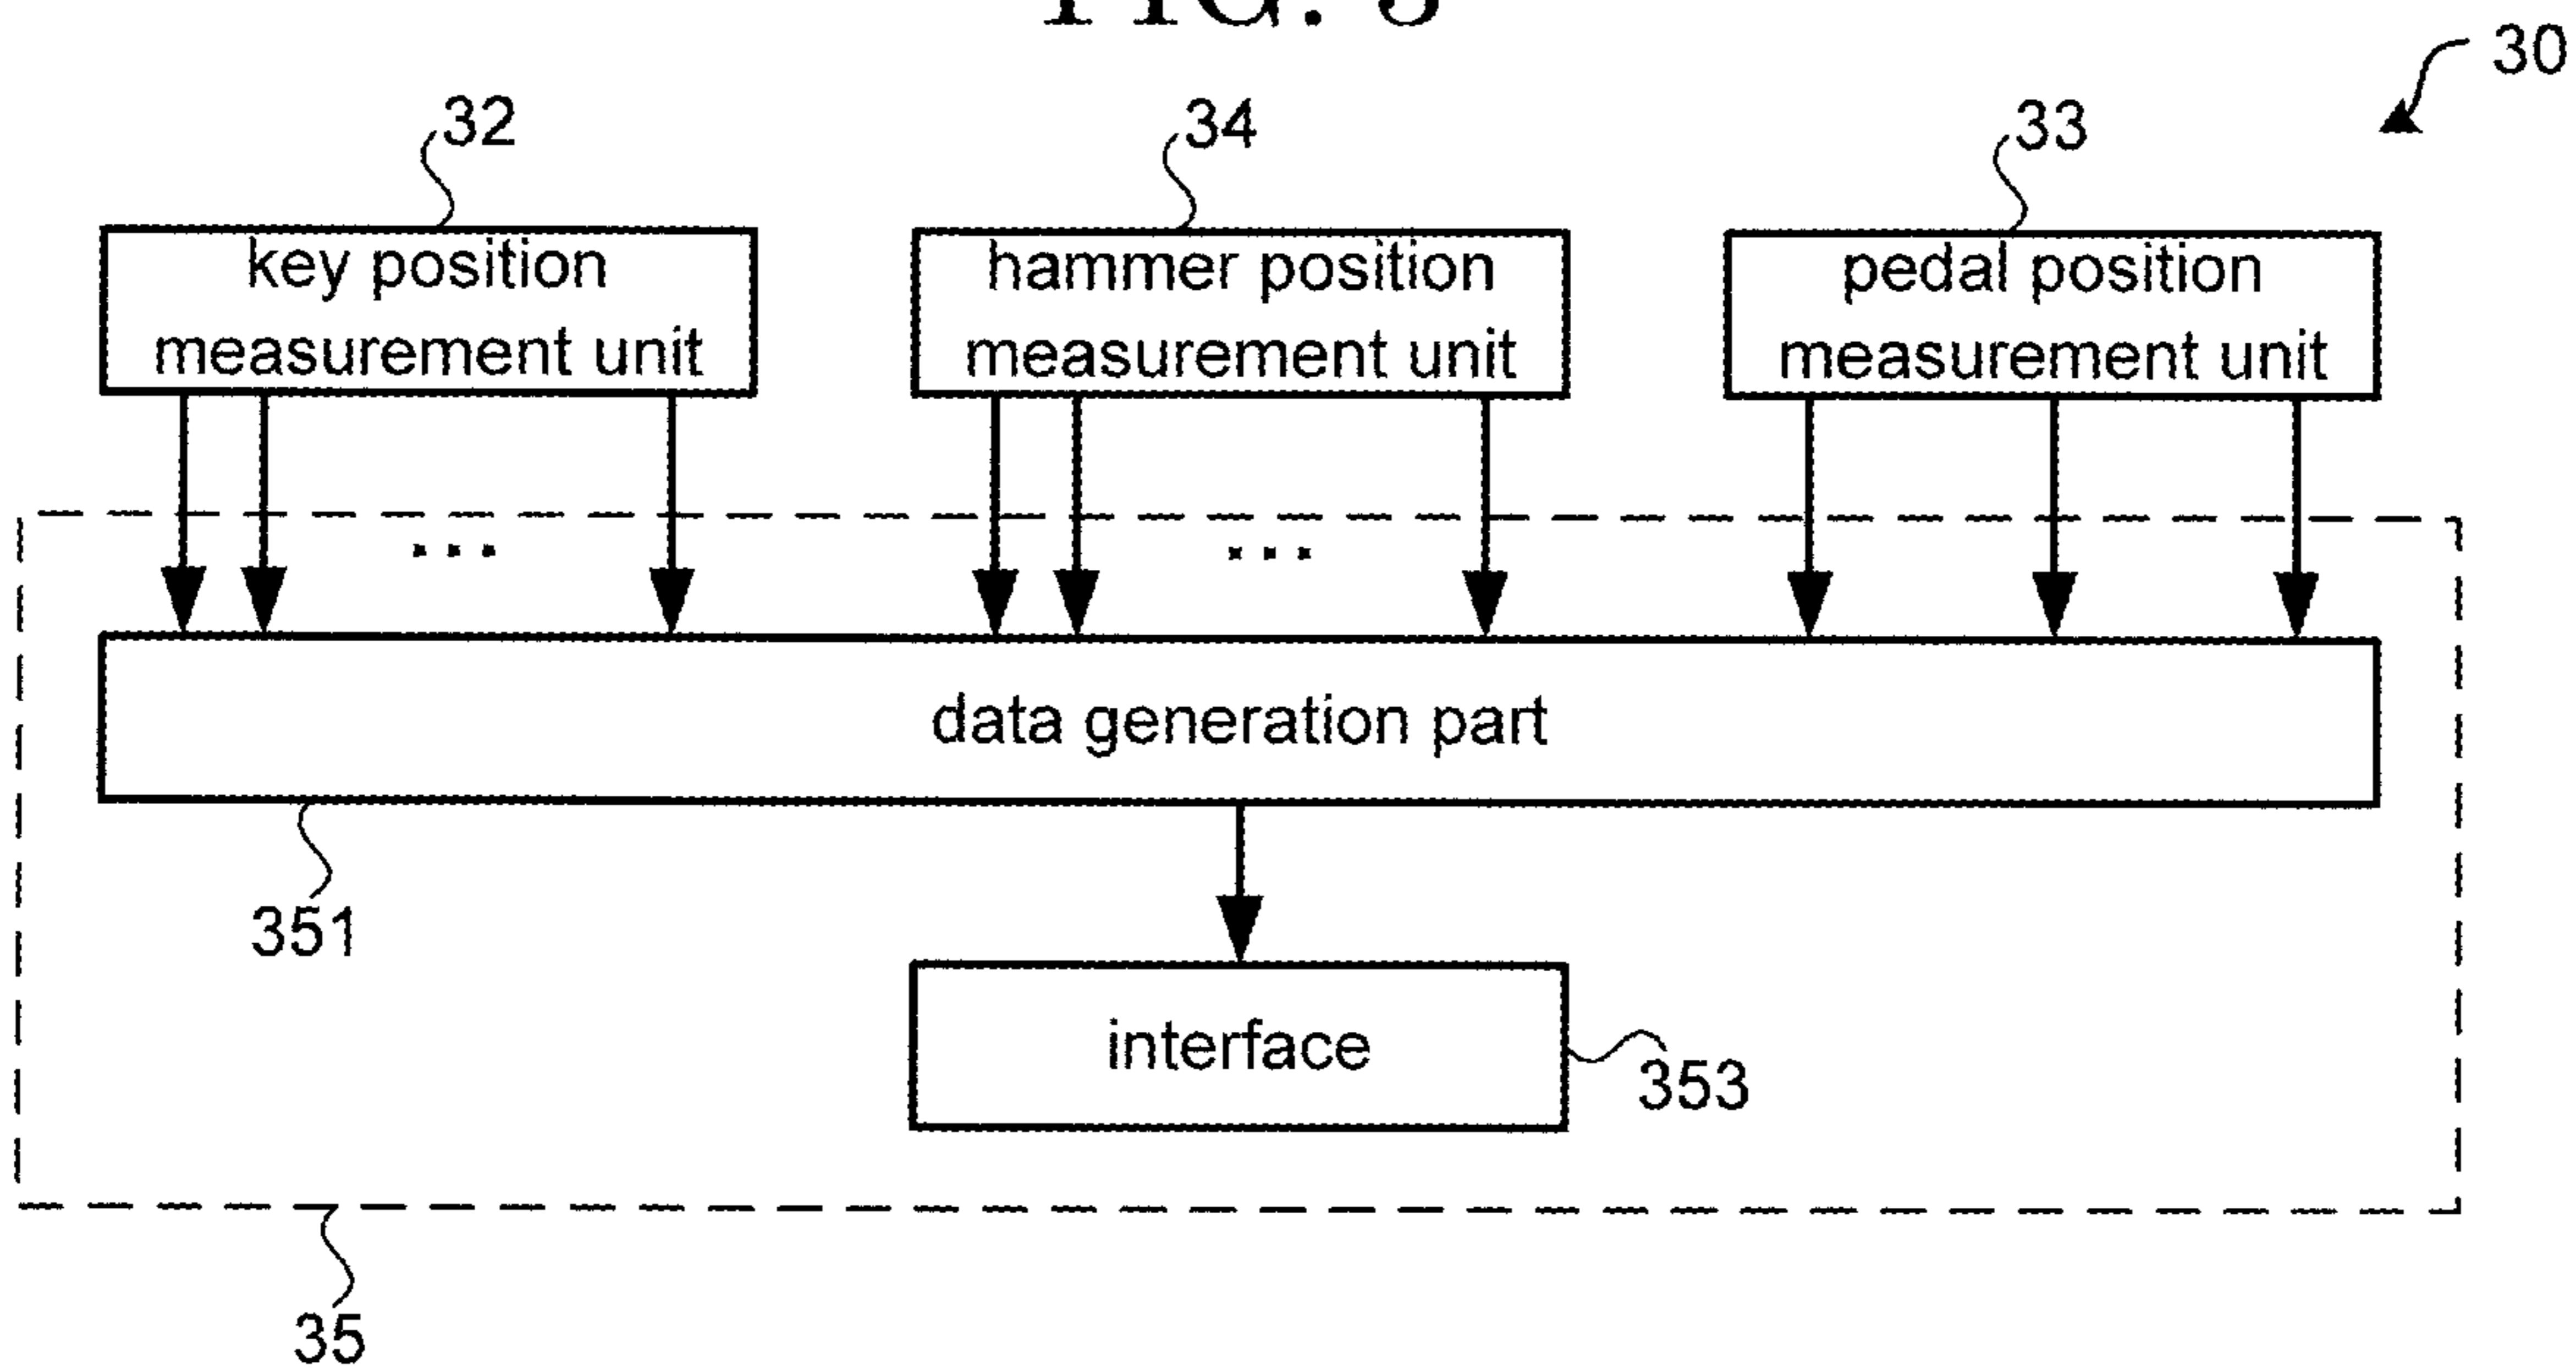 FIG.
30
32
34
33
key position
measurement unit
hammer position
measurement unit
pedal position
measurement unit
...
...
data generation part
351
interface
353
35